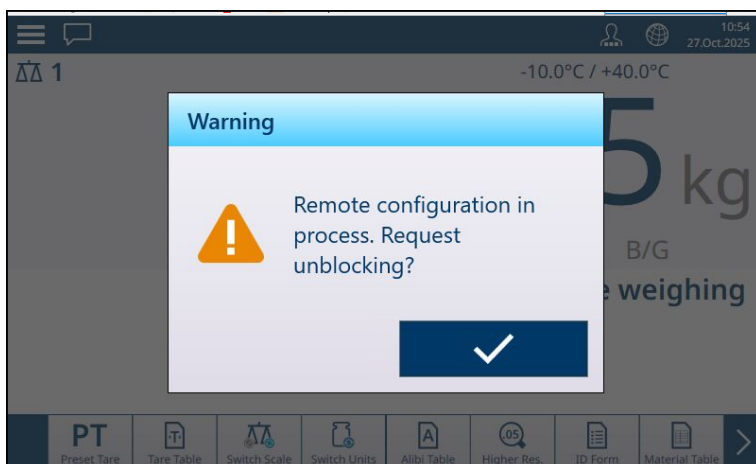 10:54
27.Oct.2025
1
-10.0°C / +40.0°C
Warning
5 kg
Remote configuration in
process. Request
unblocking?
B/G
weighing
PT
Preset Tare
T
Tare Table
Switch Scale
Switch Units
A
Alibi Table
.05
Higher Res.
ID Form
Material Table